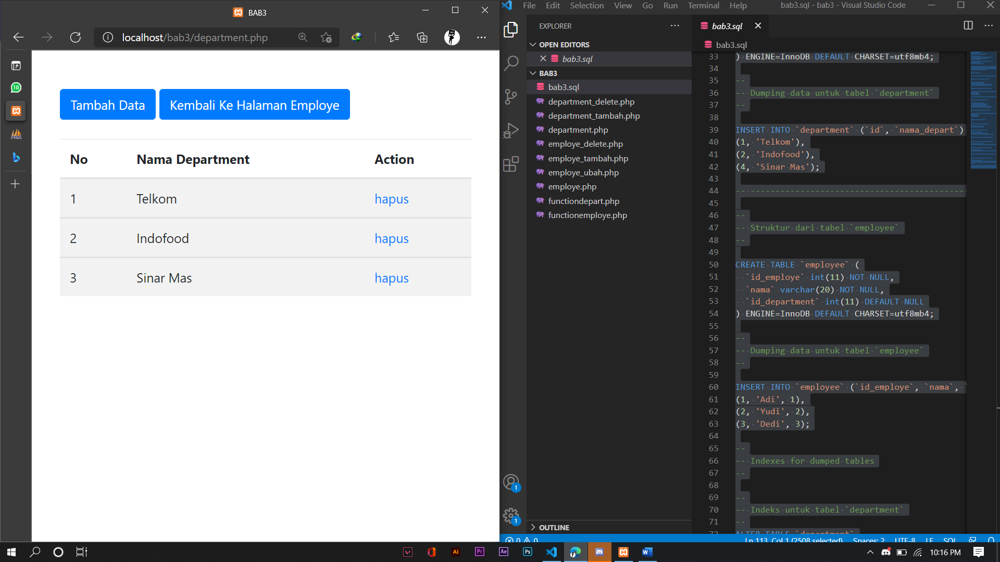 BAB3
localhost/bab3/department.php
10
Tambah Data
Kembali Ke Halaman Employe
No Nama Department Action
1 Telkom hapus
2 Indofood hapus
3 Sinar Mas hapus
File Edit Selection View Go Run Terminal Help
bab3.sql - bab3 - Visual Studio Code
EXPLORER
OPEN EDITORS
bab3.sql
BAB3
bab3.sql
department_delete.php
department_tambah.php
department.php
employe_delete.php
employe_tambah.php
employe_ubah.php
employe.php
functiondepart.php
functionemploye.php
OUTLINE
1
1
bab3.sql
bab3.sql
33 ) ENGINE=InnoDB DEFAULT CHARSET=utf8mb4;
34
35 --
36 -- Dumping data untuk tabel `department`
37 --
38
39 INSERT INTO `department` (`id`, `nama_depart`)
40 (1, 'Telkom'),
41 (2, 'Indofood'),
42 (4, 'Sinar Mas');
43
44 -- --------------------------------------------
45
46 --
47 -- Struktur dari tabel `employee`
48 --
49
50 CREATE TABLE `employee` (
51 `id_employe` int(11) NOT NULL,
52 `nama` varchar(20) NOT NULL,
53 `id_department` int(11) DEFAULT NULL
54 ) ENGINE=InnoDB DEFAULT CHARSET=utf8mb4;
55
56 --
57 -- Dumping data untuk tabel `employee`
58 --
59
60 INSERT INTO `employee` (`id_employe`, `nama`, `
61 (1, 'Adi', 1),
62 (2, 'Yudi', 2),
63 (3, 'Dedi', 3);
64
65 --
66 -- Indexes for dumped tables
67 --
68
69 --
70 -- Indeks untuk tabel `department`
71 --
72 ALTER TABLE `department`
0 0
Ln 113, Col 1 (2508 selected) Spaces: 2 UTF-8 LF SQL
Ai Pr Ae Ps
10:16 PM